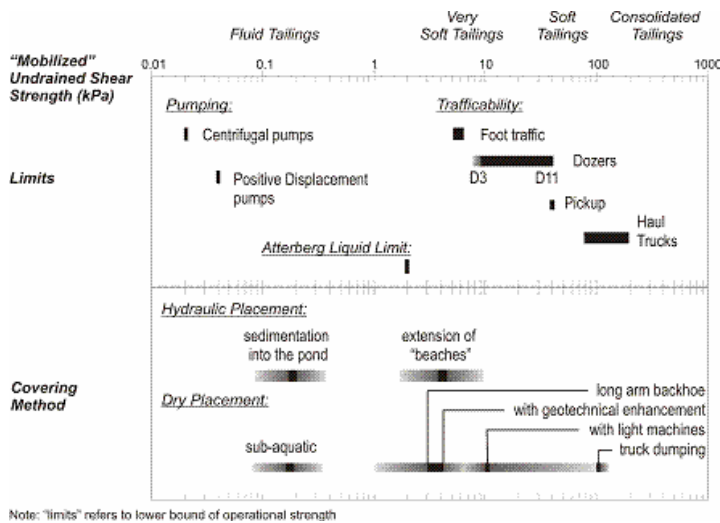 Fluid Tailings
Very
Soft Tailings
Soft
Tailings
Consolidated
Tailings
“Mobilized”
Undrained Shear
Strength (kPa)
0.01
0.1
1
10
100
1000
Pumping:
Trafficability:
Centrifugal pumps
Foot traffic
Dozers
D3
D11
Limits
Positive Displacement
pumps
Pickup
Haul
Trucks
Atterberg Liquid Limit:
Hydraulic Placement:
sedimentation
into the pond
extension of
“beaches”
Covering
Method
long arm backhoe
Dry Placement:
with geotechnical enhancement
with light machines
sub-aquatic
truck dumping
Note: “limits” refers to lower bound of operational strength